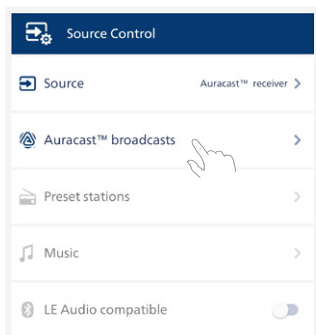 Source Control
Source Auracast™ receiver
Auracast™ broadcasts
Preset stations
Music
LE Audio compatible